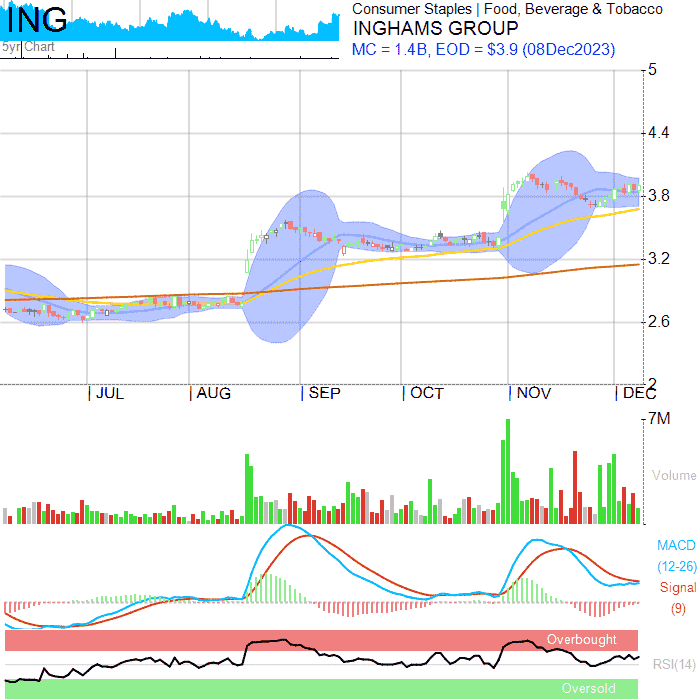 ING
5yr Chart
Consumer Staples | Food, Beverage & Tobacco
INGHAMS GROUP
MC = 1.4B, EOD = $3.9 (08Dec2023)
5
4.4
3.8
3.2
2.6
2
JUL AUG SEP OCT NOV DEC
7M
Volume
MACD
(12-26)
Signal
(9)
Overbought
RSI(14)
Oversold